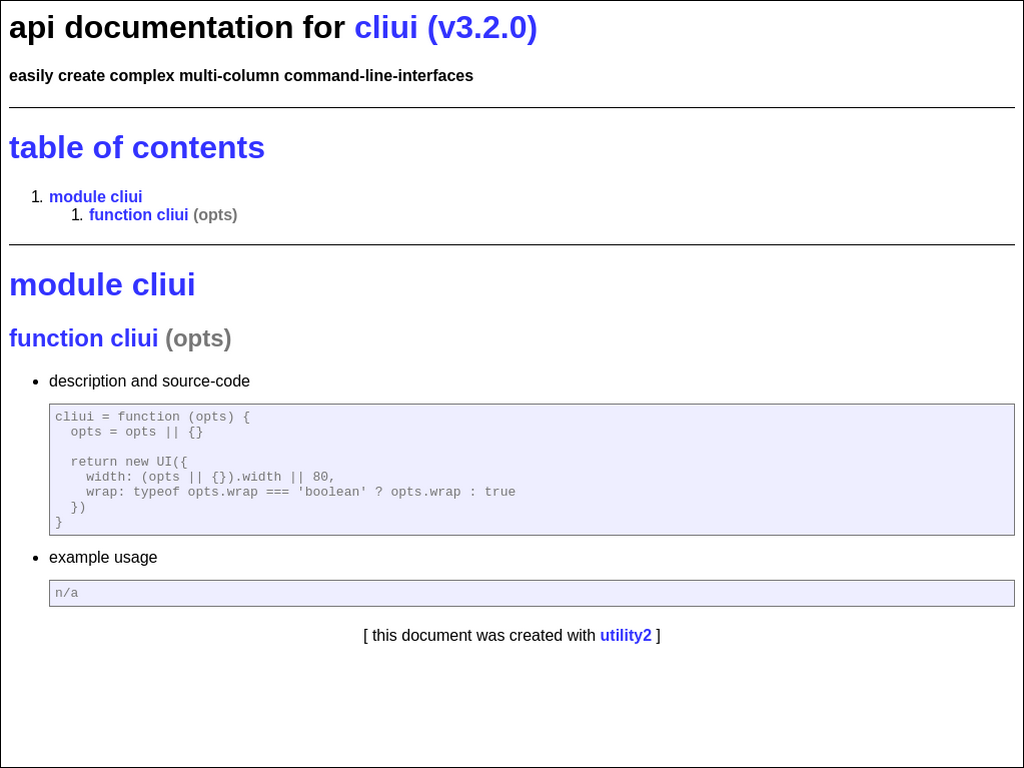 api documentation for cliui (v3.2.0)
easily create complex multi-column command-line-interfaces
table of contents
1. module cliui
1. function cliui (opts)
module cliui
function cliui (opts)
• description and source-code
cliui = function (opts) {
  opts = opts || {}

  return new UI({
    width: (opts || {}).width || 80,
    wrap: typeof opts.wrap === 'boolean' ? opts.wrap : true
  })
}
• example usage
n/a
[ this document was created with utility2 ]